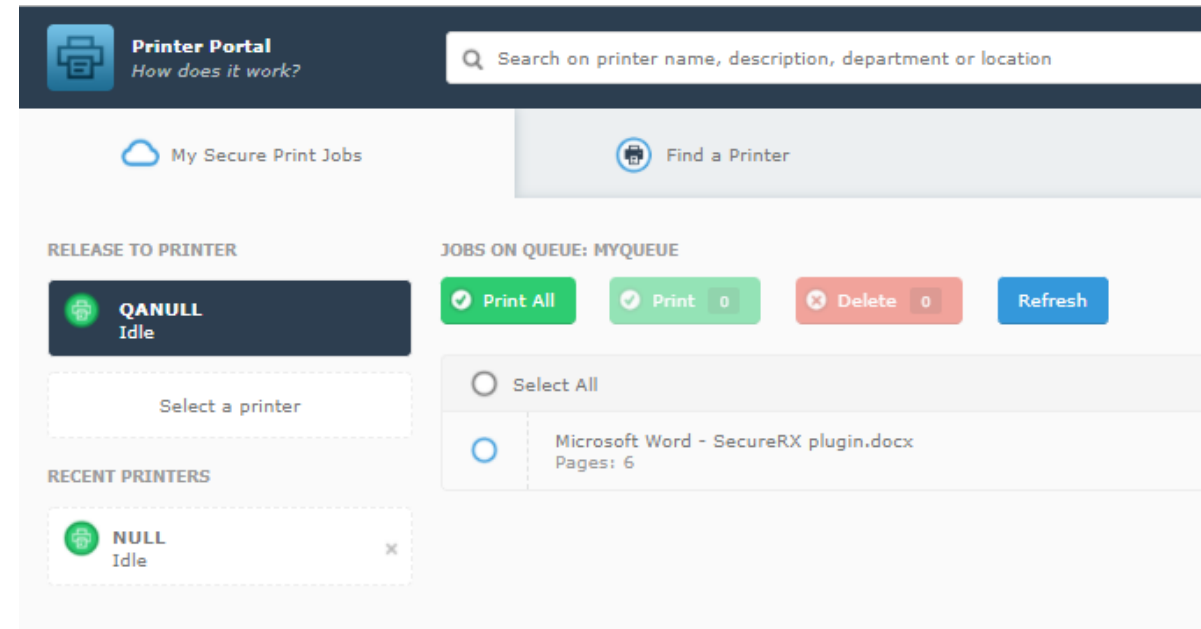 Printer Portal
How does it work?
Search on printer name, description, department or location
My Secure Print Jobs
Find a Printer
RELEASE TO PRINTER
QANULL
Idle
Select a printer
RECENT PRINTERS
NULL
Idle
JOBS ON QUEUE: MYQUEUE
Print All
Print 0
Delete 0
Refresh
Select All
Microsoft Word - SecureRX plugin.docx
Pages: 6